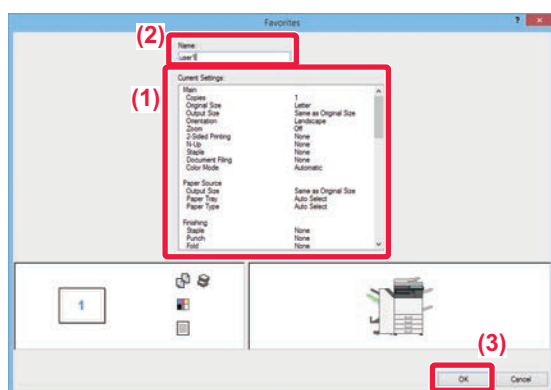 Favorites
? ×
(2)
Name:
user1
(1)
Current Settings:
Main
Copies 1
Original Size Letter
Output Size Same as Original Size
Orientation Landscape
Zoom Off
2-Sided Printing None
N-Up None
Staple None
Document Filing None
Color Mode Automatic
Paper Source
Output Size Same as Original Size
Paper Tray Auto Select
Paper Type Auto Select
Finishing
Staple None
Punch None
Fold None
1
(3)
OK Cancel